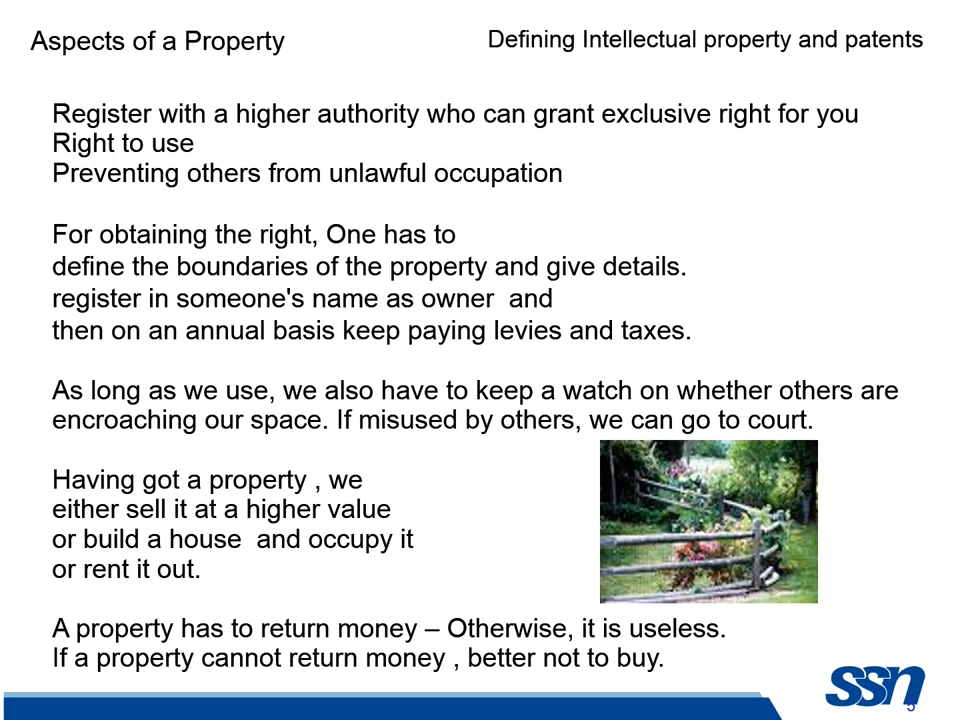 Aspects of a Property
Defining Intellectual property and patents
Register with a higher authority who can grant exclusive right for you
Right to use
Preventing others from unlawful occupation
For obtaining the right, One has to
define the boundaries of the property and give details.
register in someone's name as owner  and
then on an annual basis keep paying levies and taxes.
As long as we use, we also have to keep a watch on whether others are
encroaching our space. If misused by others, we can go to court.
Having got a property , we
either sell it at a higher value
or build a house  and occupy it
or rent it out.
A property has to return money – Otherwise, it is useless.
If a property cannot return money , better not to buy.
ssn